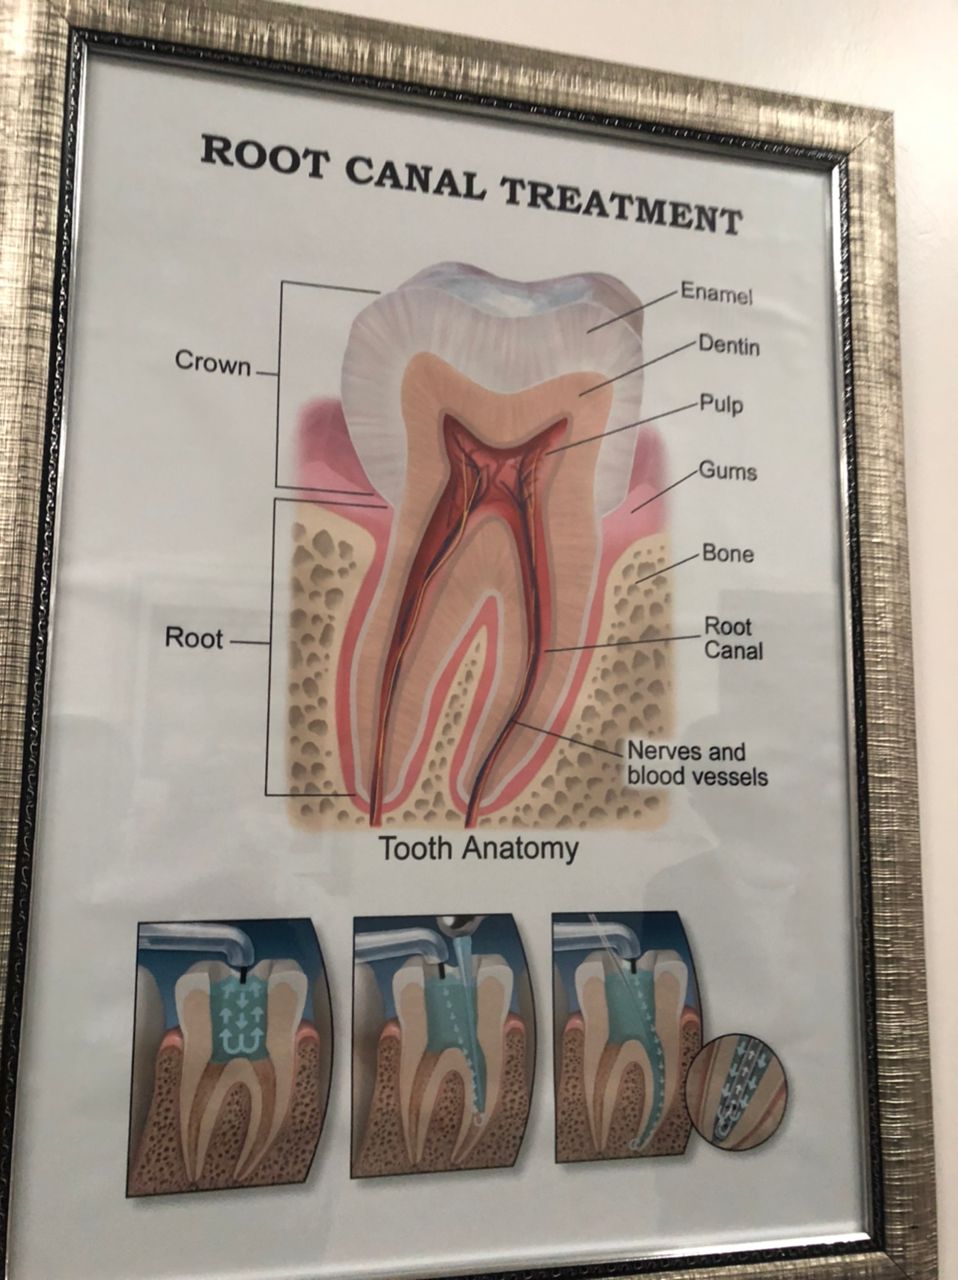 ROOT CANAL TREATMENT
Enamel
Dentin
Crown
Pulp
Gums
Bone
Root
Canal
Root
Nerves and
blood vessels
Tooth Anatomy